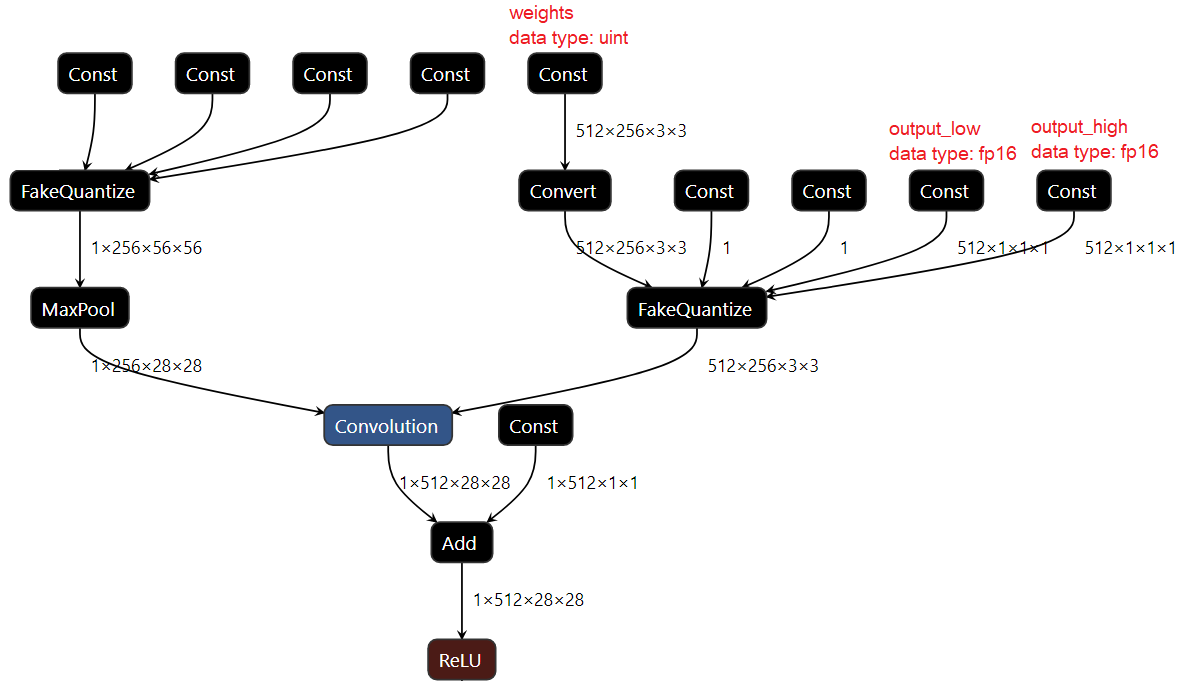 weights
data type: uint
Const
Const
Const
Const
Const
512×256×3×3
output_low
data type: fp16
output_high
data type: fp16
FakeQuantize
Convert
Const
Const
Const
Const
1×256×56×56
512×256×3×3
1
1
512×1×1×1
512×1×1×1
MaxPool
FakeQuantize
1×256×28×28
512×256×3×3
Convolution
Const
1×512×28×28
1×512×1×1
Add
1×512×28×28
ReLU